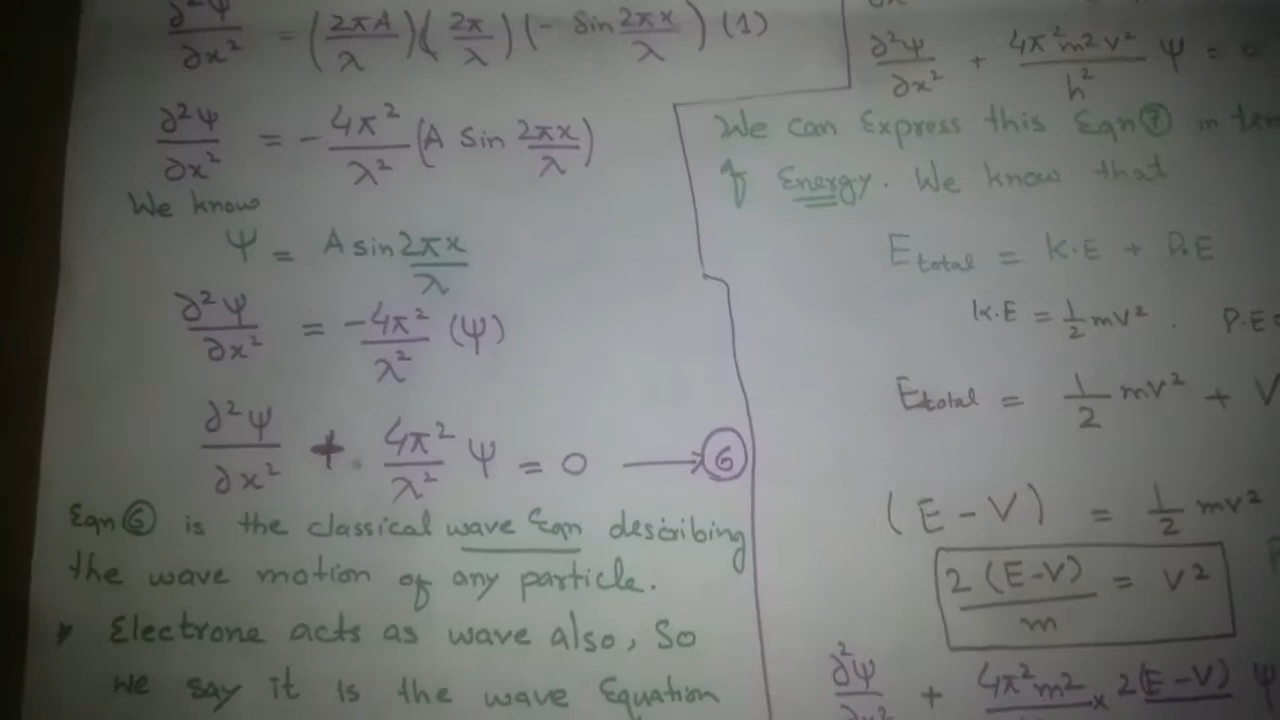 ∂²Ψ/∂x² = (2πA/λ)(2π/λ)(- Sin 2πx/λ) (1)
∂²Ψ/∂x² = - 4π²/λ² (A Sin 2πx/λ)
We know
Ψ = A sin 2πx/λ
∂²Ψ/∂x² = -4π²/λ² (Ψ)
∂²Ψ/∂x² + 4π²/λ² Ψ = 0 → ⑥
Eqn ⑥ is the classical wave Eqn describing
the wave motion of any particle.
Electrone acts as wave also, So
We say it is the wave Equation
∂x
∂²Ψ/∂x² + 4π²m2v²/h² Ψ = 0
We can Express this Eqn ⑦ in
of Energy. We know that
E total = K.E + P.E
K.E = 1/2 mv². P.E =
E total = 1/2 mv² + V
(E - V) = 1/2 mv²
2 (E-V)/m = v²
∂²Ψ/∂x² + 4π²m2 x 2(E - V) Ψ